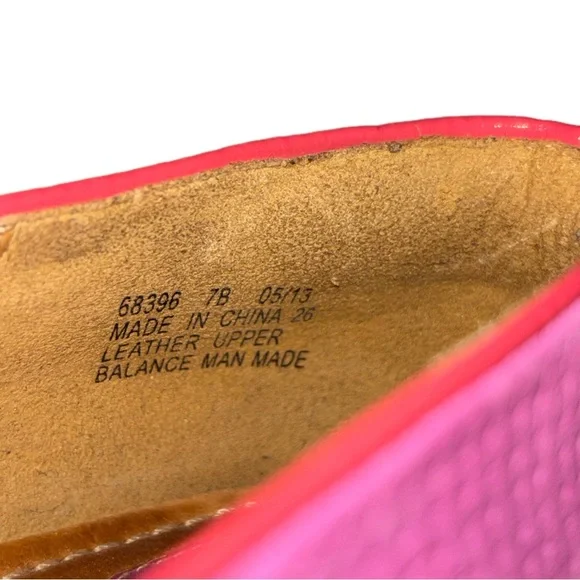 68396 7B 05/13
MADE IN CHINA 26
LEATHER UPPER
BALANCE MAN MADE